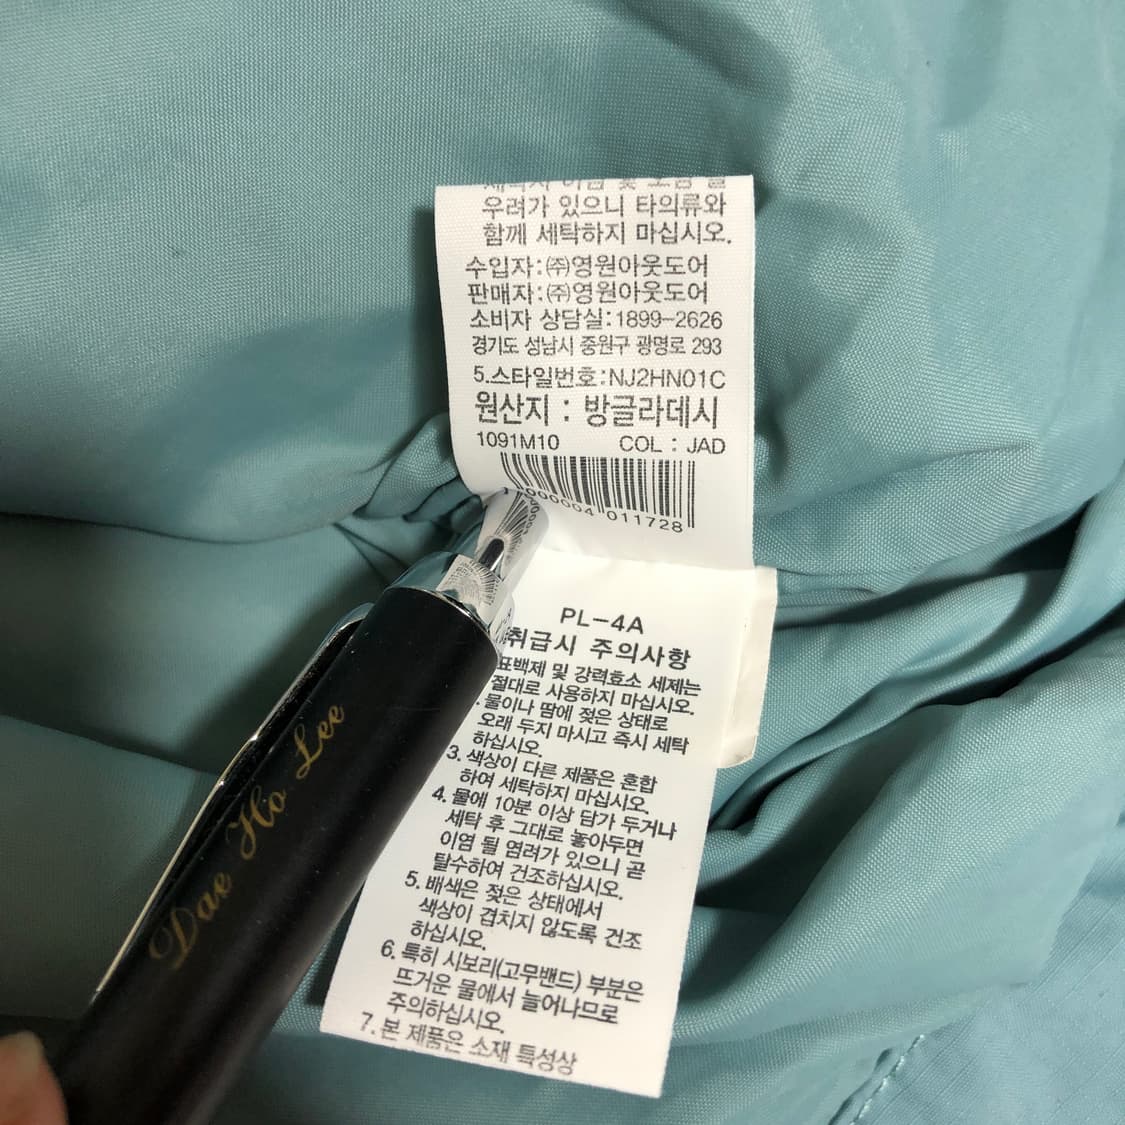 우려가 있으니 타의류와
함께 세탁하지 마십시오.
수입자:㈜영원아웃도어
판매자:㈜영원아웃도어
소비자 상담실:1899-2626
경기도 성남시 중원구 광명로 293
5.스타일번호:NJ2HN01C
원산지 : 방글라데시
1091M10 COL : JAD
000004 011728
PL-4A
취급시 주의사항
표백제 및 강력효소 세제는
절대로 사용하지 마십시오.
물이나 땀에 젖은 상태로
오래 두지 마시고 즉시 세탁
하십시오.
3. 색상이 다른 제품은 혼합
하여 세탁하지 마십시오.
4. 물에 10분 이상 담가 두거나
세탁 후 그대로 놓아두면
이염 될 염려가 있으니 곧
탈수하여 건조하십시오.
5. 배색은 젖은 상태에서
색상이 겹치지 않도록 건조
하십시오.
6. 특히 시보리(고무밴드) 부분은
뜨거운 물에서 늘어나므로
주의하십시오.
7. 본 제품은 소재 특성상
Dae Ho Lee